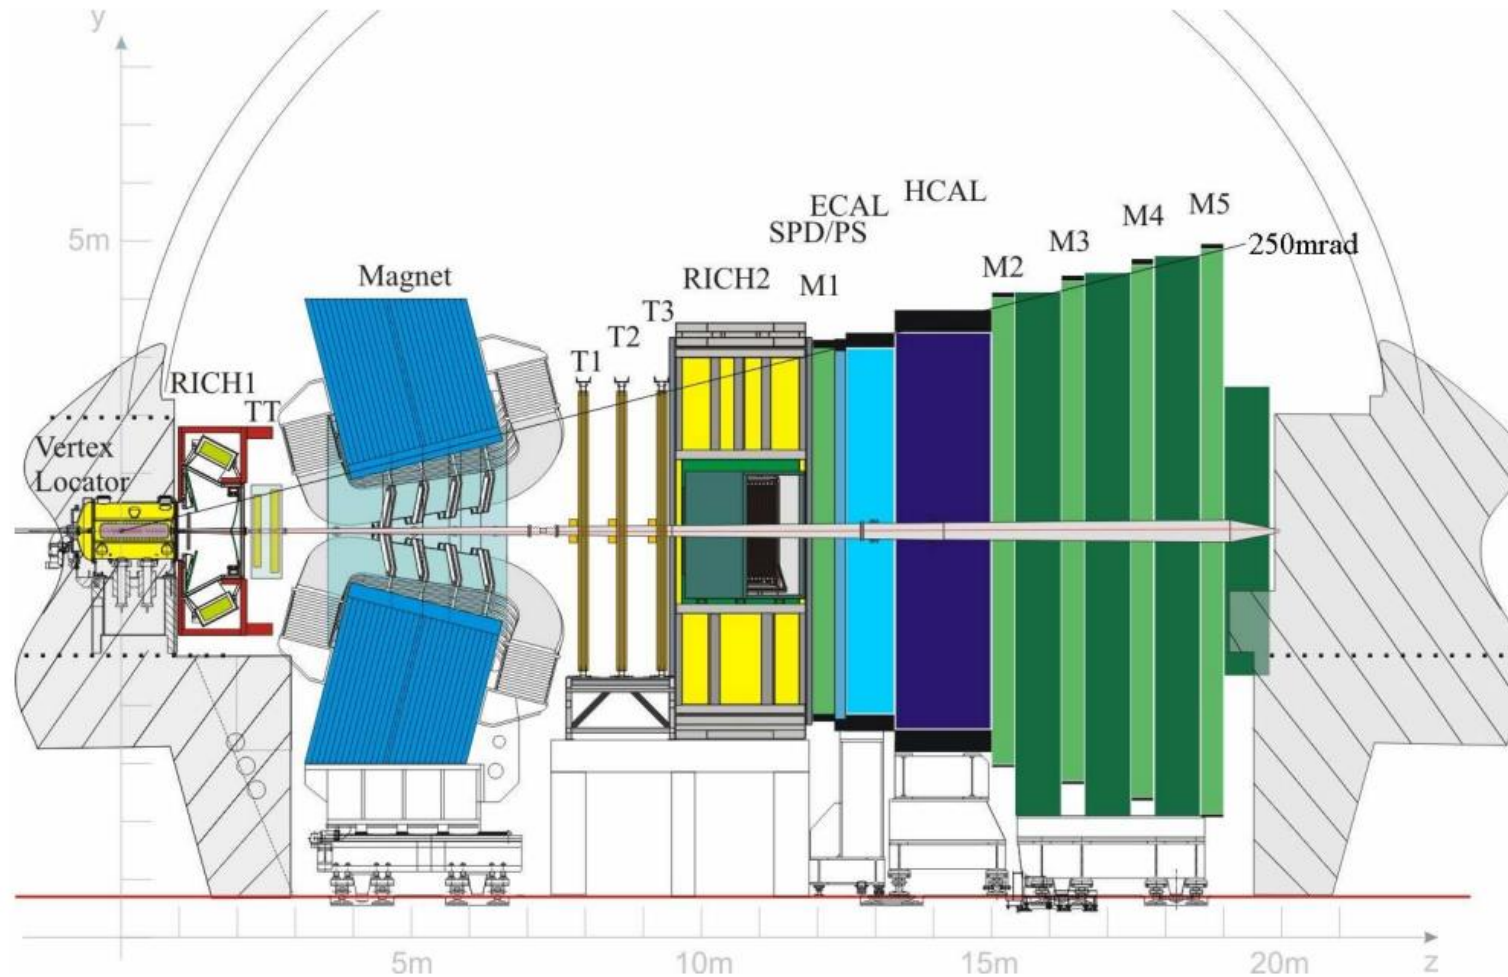 y
HCAL
ECAL
M5
M4
SPD/PS
M3
5m
250mrad
M2
Magnet
RICH2
M1
T3
T2
T1
RICH1
TT
Vertex
Locator
5m
10m
15m
20m
z